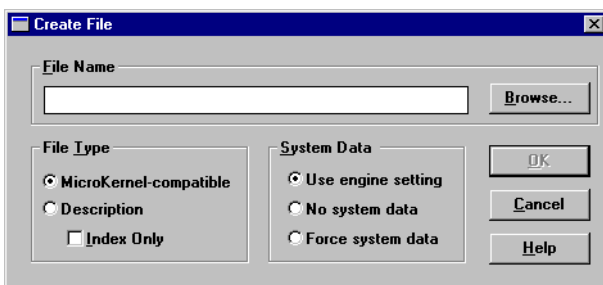 Create File
File Name
Browse...
File Type
MicroKernel-compatible
Description
Index Only
System Data
Use engine setting
No system data
Force system data
OK
Cancel
Help